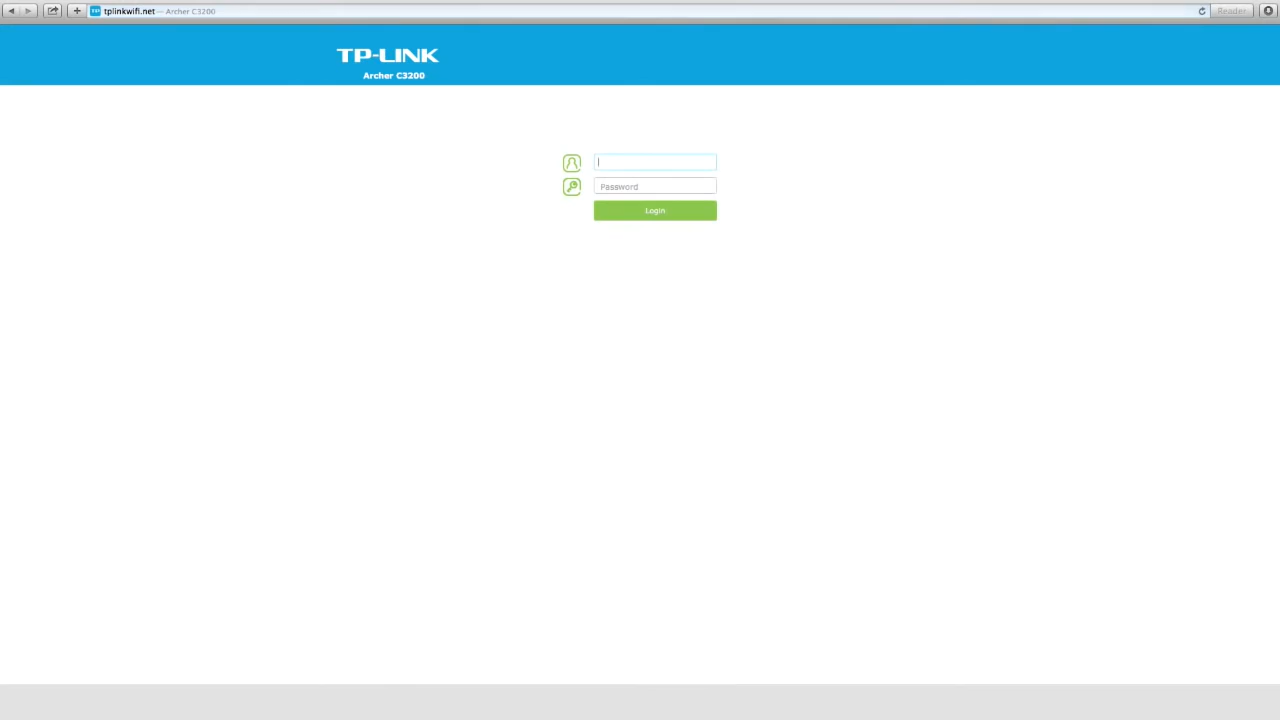 tplinkwifi.net — Archer C3200
Reader
TP-LINK
Archer C3200
Password
Login